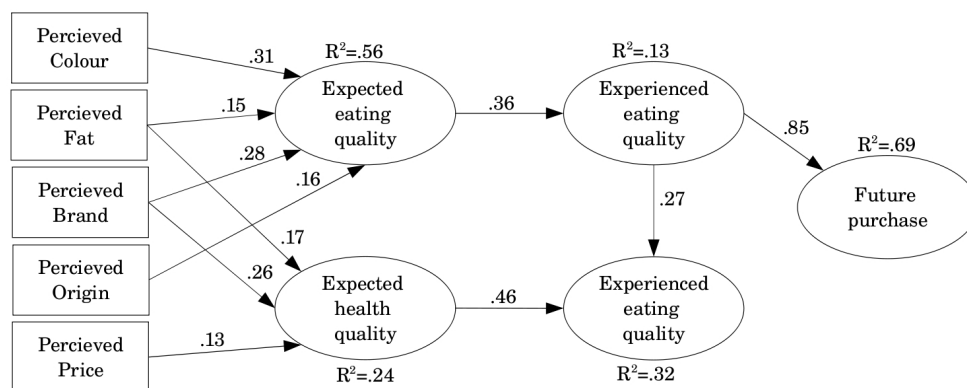 Percieved
Colour
Percieved
Fat
Percieved
Brand
Percieved
Origin
Percieved
Price
.31
.15
.28
.16
.17
.26
.13
R²=.56
Expected
eating
quality
Expected
health
quality
R²=.24
.36
.46
R²=.13
Experienced
eating
quality
.27
Experienced
eating
quality
R²=.32
.85
R²=.69
Future
purchase